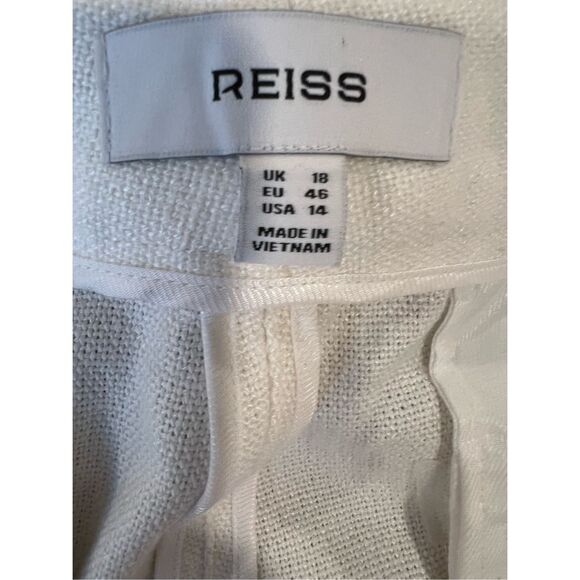 REISS
UK 18
EU 46
USA 14
MADE IN
VIETNAM